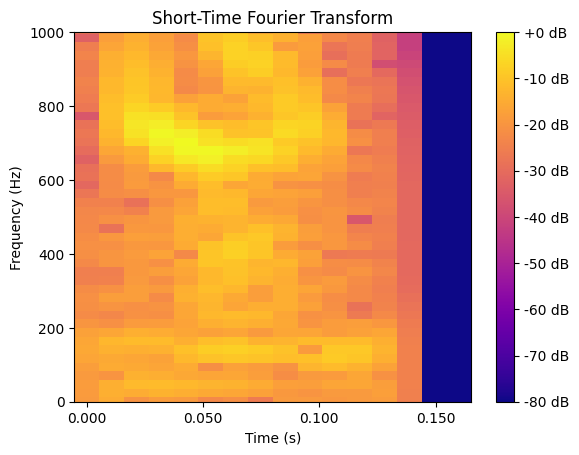 Short-Time Fourier Transform
1000
800
600
400
200
0
Frequency (Hz)
0.000
0.050
0.100
0.150
Time (s)
+0 dB
-10 dB
-20 dB
-30 dB
-40 dB
-50 dB
-60 dB
-70 dB
-80 dB